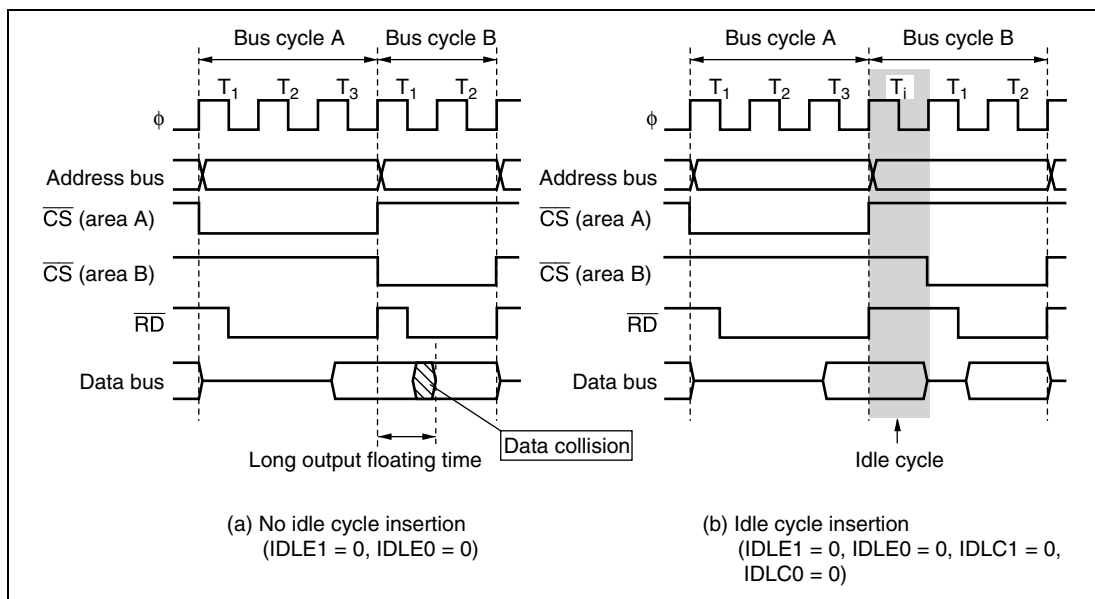 Bus cycle A Bus cycle B
T1 T2 T3 T1 T2
ϕ
Address bus
CS (area A)
CS (area B)
RD
Data bus
Data collision
Long output floating time
(a) No idle cycle insertion
(IDLE1 = 0, IDLE0 = 0)
Bus cycle A Bus cycle B
T1 T2 T3 Ti T1 T2
ϕ
Address bus
CS (area A)
CS (area B)
RD
Data bus
Idle cycle
(b) Idle cycle insertion
(IDLE1 = 0, IDLE0 = 0, IDLC1 = 0,
IDLC0 = 0)